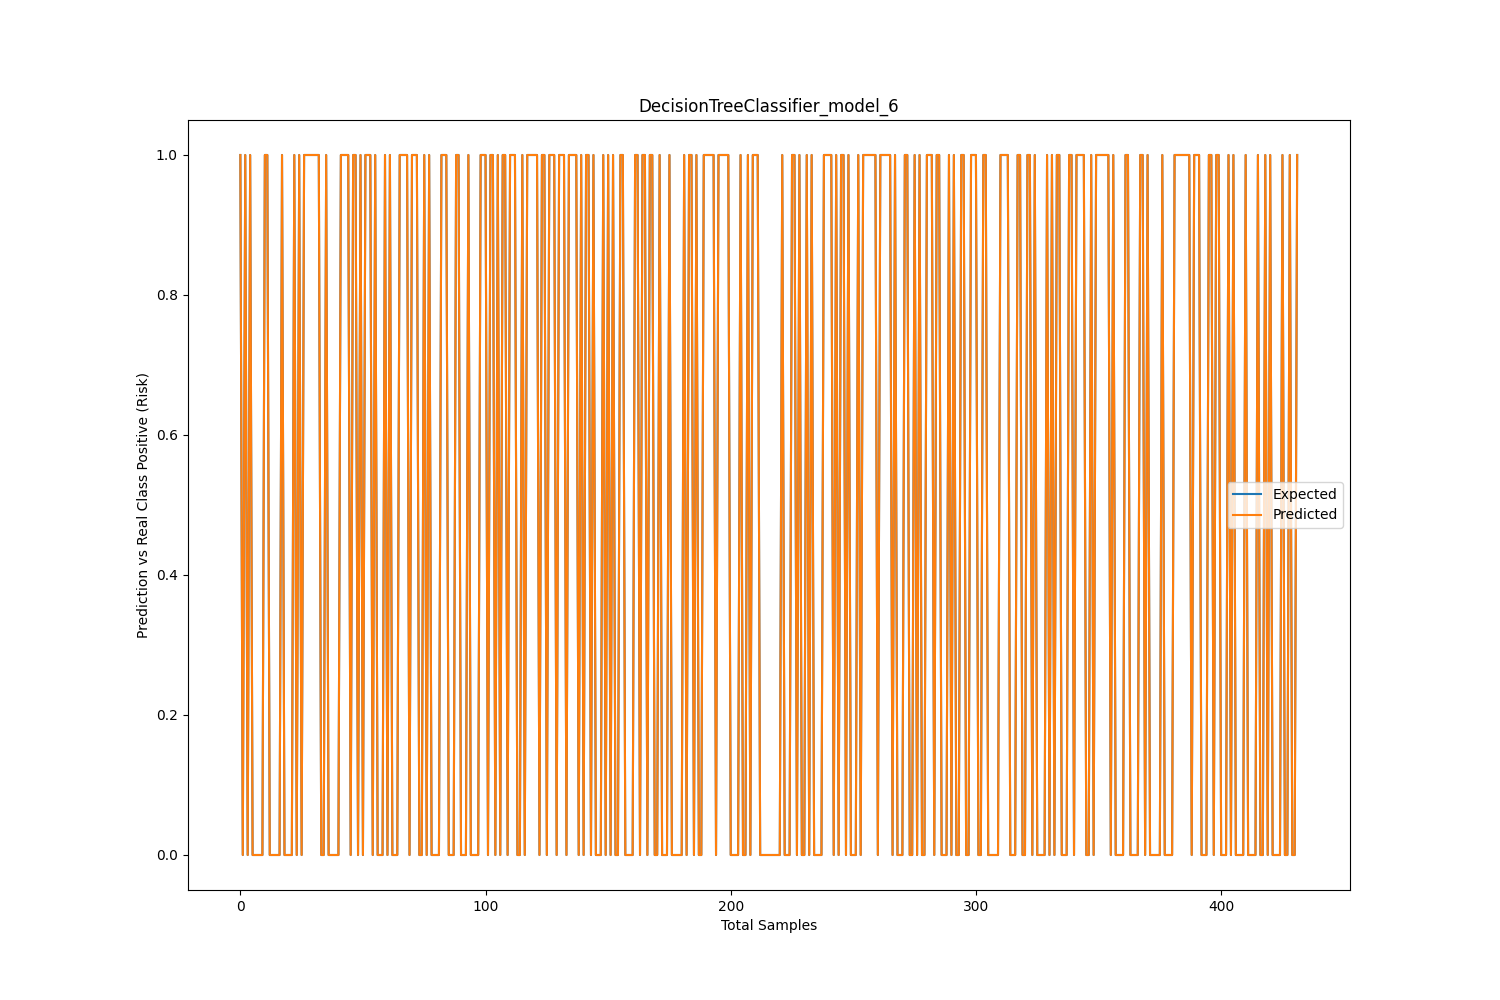 DecisionTreeClassifier_model_6
1.0
0.8
0.6
0.4
0.2
0.0
Prediction vs Real Class Positive (Risk)
Expected
Predicted
0 100 200 300 400
Total Samples